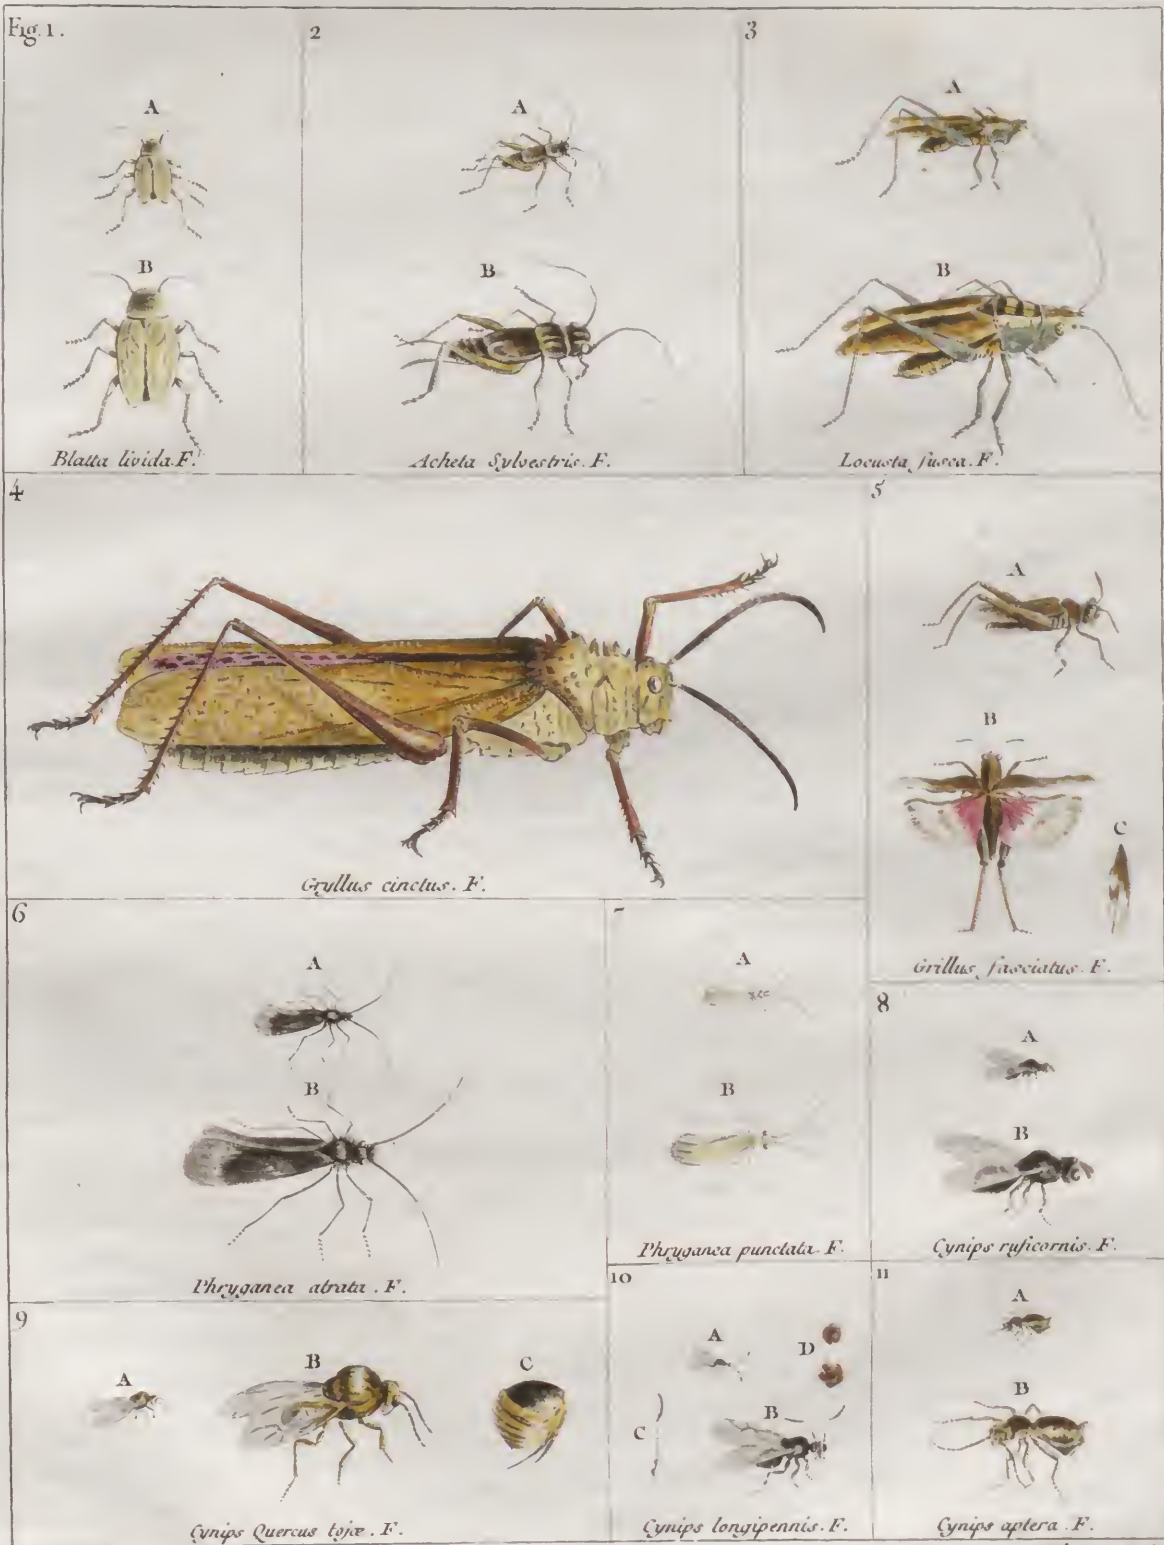 Fig. 1.
A
B
Blatta livida. F.
2
A
B
Acheta Sylvestris. F.
3
A
B
Locusta fusca. F.
4
Gryllus cinctus. F.
5
A
B
C
Grillus fasciatus. F.
6
A
B
Phryganea atrata. F.
7
A
B
Phryganea punctata. F.
8
A
B
Cynips ruficornis. F.
9
A
B
C
Cynips Quercus tojæ. F.
10
A
D
B
C
Cynips longipennis. F.
11
A
B
Cynips aptera. F.